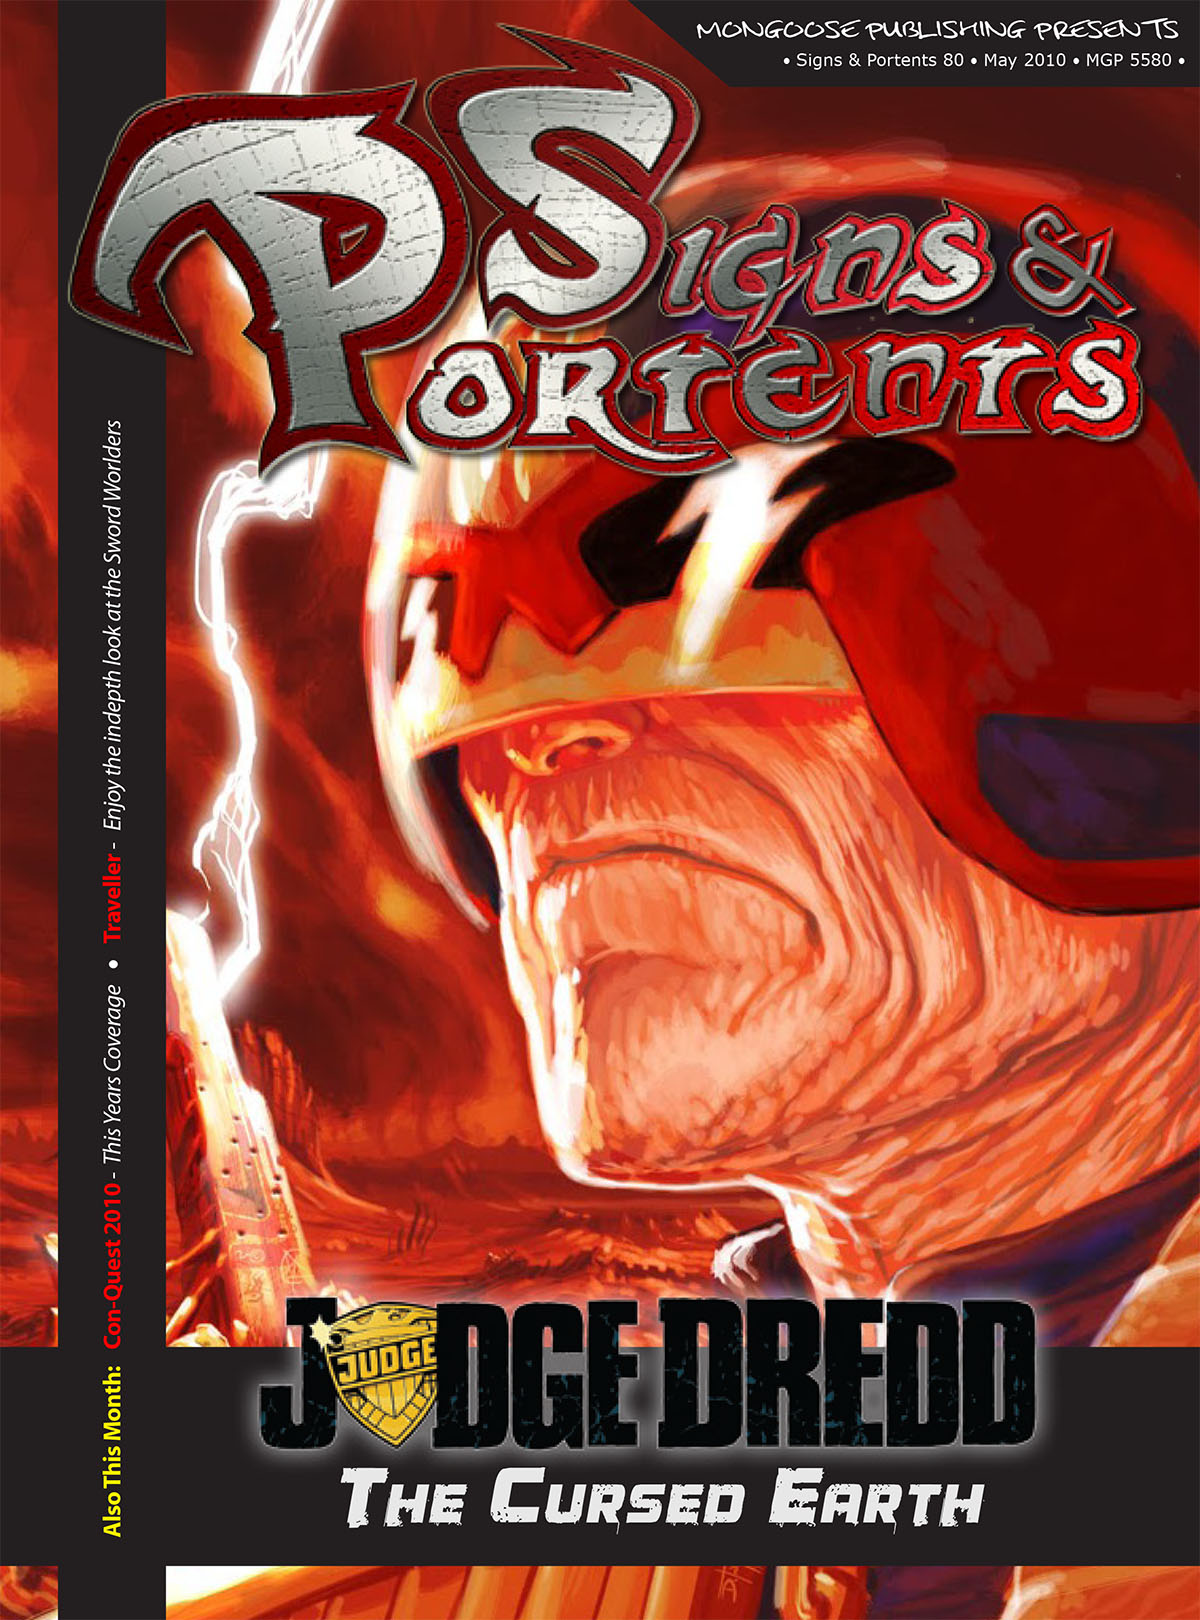 MONGOOSE PUBLISHING PRESENTS
• Signs & Portents 80 • May 2010 • MGP 5580 •
PS
SIGNS &
PORTENTS
Also This Month: Con-Quest 2010 - This Years Coverage • Traveller - Enjoy the indepth look at the Sword Worlders
JUDGE DREDD
JUDGE
THE CURSED EARTH